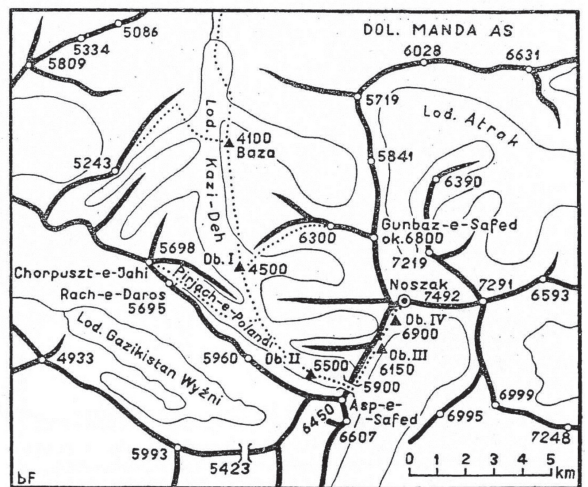 5086
5334
5809
DOL. MANDA AS
6028
6631
5719
Lod. Atrak
Lod. Kazi-Deh
4100
Baza
5841
5243
6390
Gunbaz-e-Safed
ok. 6800
6300
7219
5698
Ob. I
4500
Chorpuszt-e-Jahi
Rach-e-Daros
5695
Pirjach-e-Polandi
Noszak
7492
7291
6593
Ob. IV
6900
Lod. Gazikistan Wyżni
Ob. III
6150
4933
5960
Ob. II
5500
5900
Asp-e-
-Safed
6450
6607
6995
6999
7248
5993
5423
0 1 2 3 4 5
km
bF